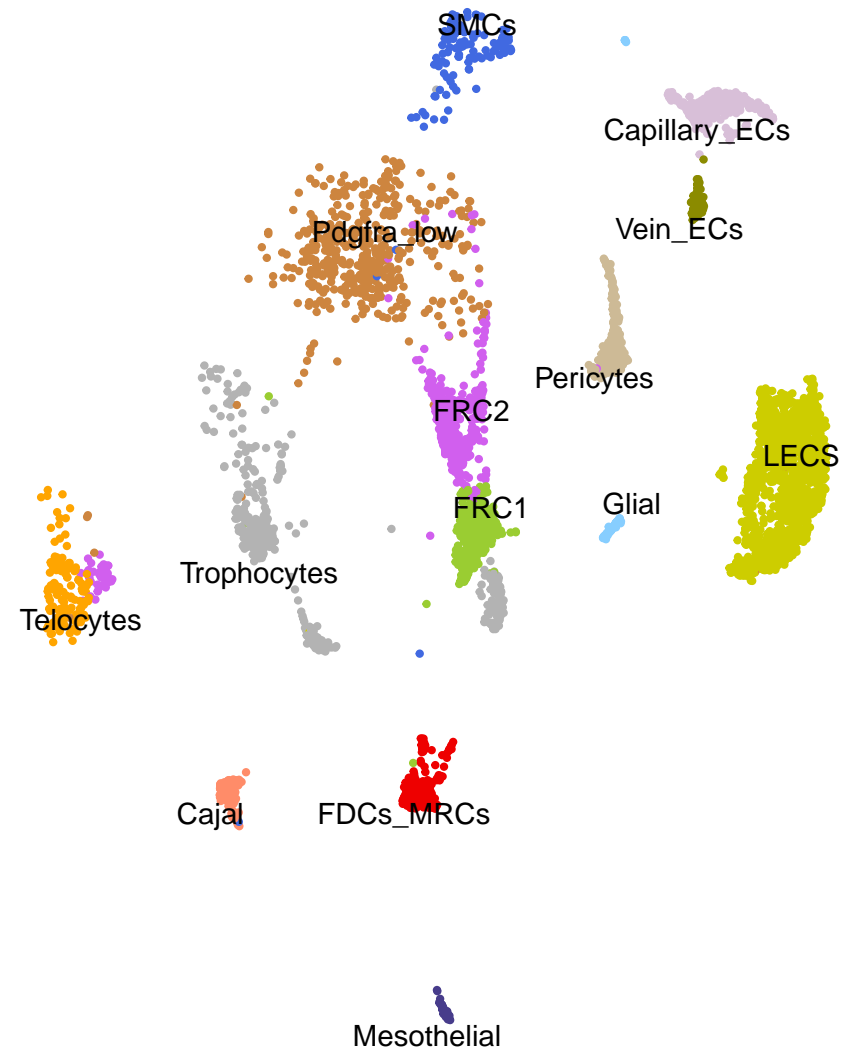 SMCs
Capillary_ECs
Vein_ECs
Pdgfra_low
Pericytes
FRC2
LECS
Glial
FRC1
Trophocytes
Telocytes
Cajal
FDCs_MRCs
Mesothelial